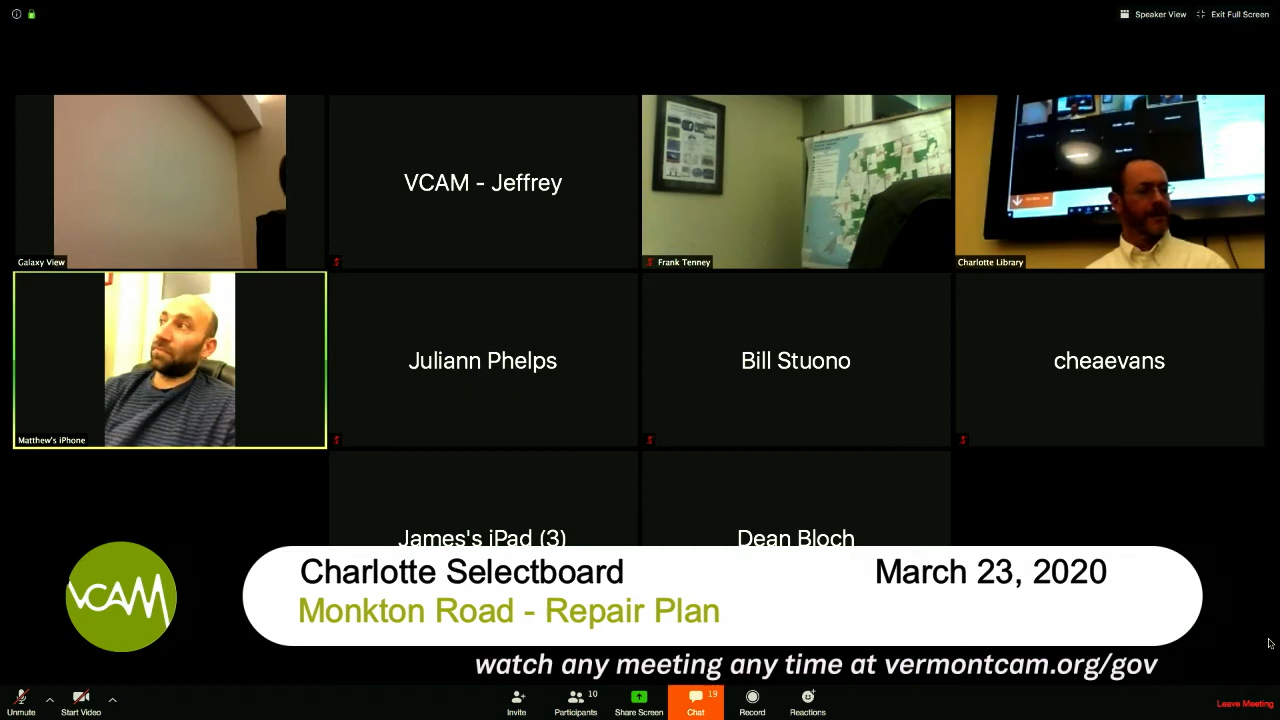 Speaker View
Exit Full Screen
VCAM - Jeffrey
Galaxy View
Frank Tenney
Charlotte Library
Juliann Phelps
Bill Stuono
cheaevans
Matthew's iPhone
James's iPad (3)
Dean Bloch
VCAM
Charlotte Selectboard
March 23, 2020
Monkton Road - Repair Plan
watch any meeting any time at vermontcam.org/gov
Unmute
Start Video
Invite
10
Participants
Share Screen
19
Chat
Record
Reactions
Leave Meeting